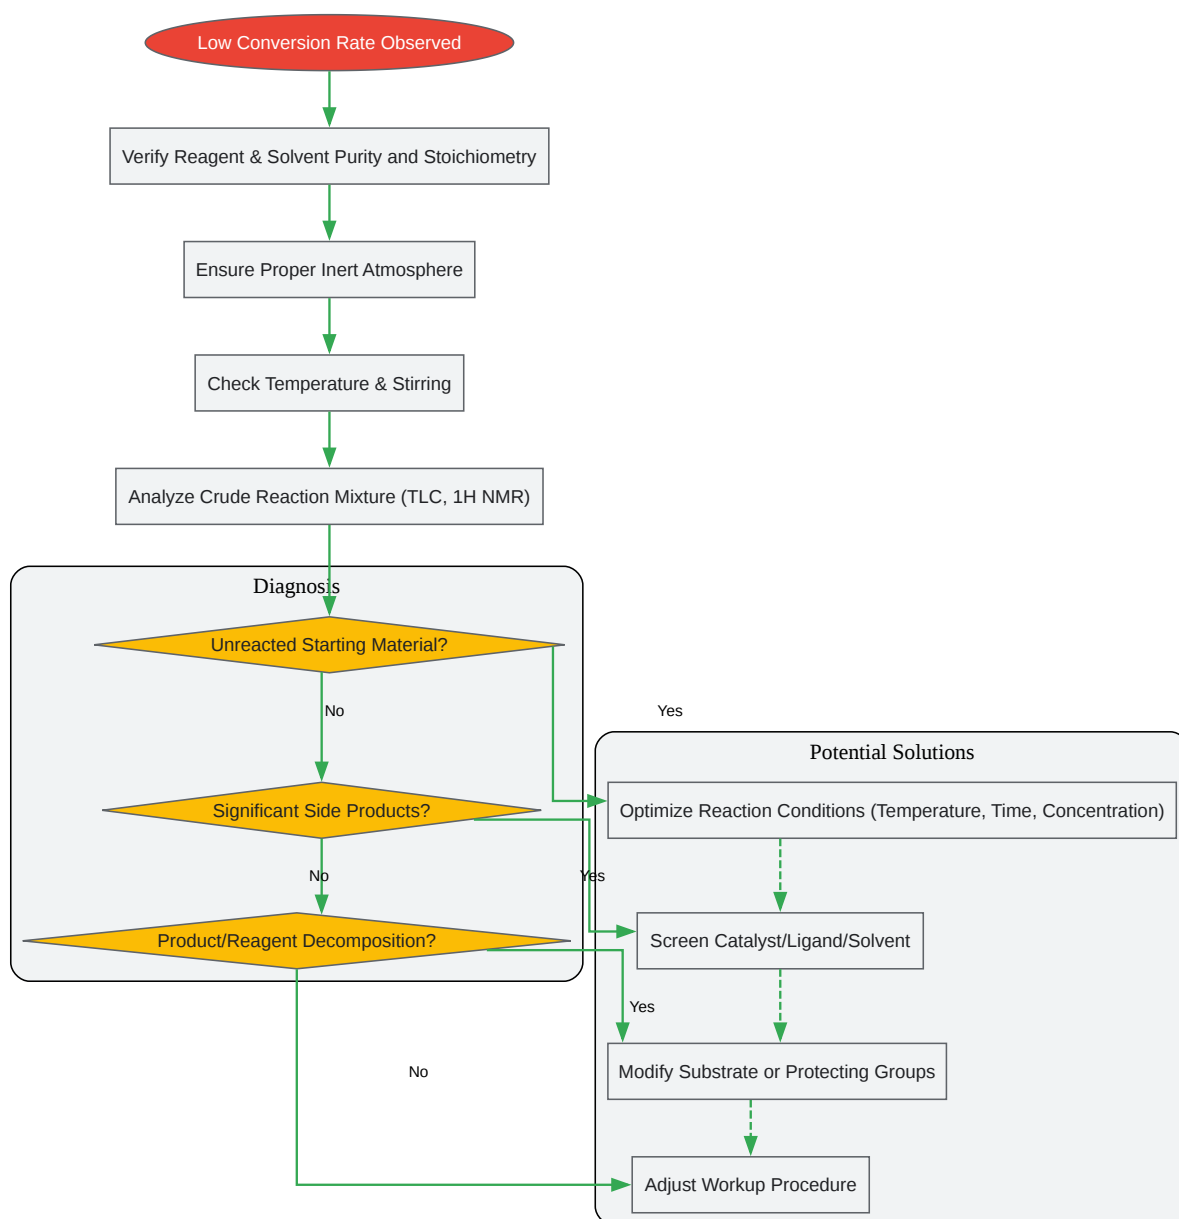 Low Conversion Rate Observed
Verify Reagent & Solvent Purity and Stoichiometry
Ensure Proper Inert Atmosphere
Check Temperature & Stirring
Analyze Crude Reaction Mixture (TLC, 1H NMR)
Diagnosis
Unreacted Starting Material?
No
Yes
Potential Solutions
Significant Side Products?
Optimize Reaction Conditions (Temperature, Time, Concentration)
No
Yes
Product/Reagent Decomposition?
Screen Catalyst/Ligand/Solvent
Yes
No
Modify Substrate or Protecting Groups
Adjust Workup Procedure